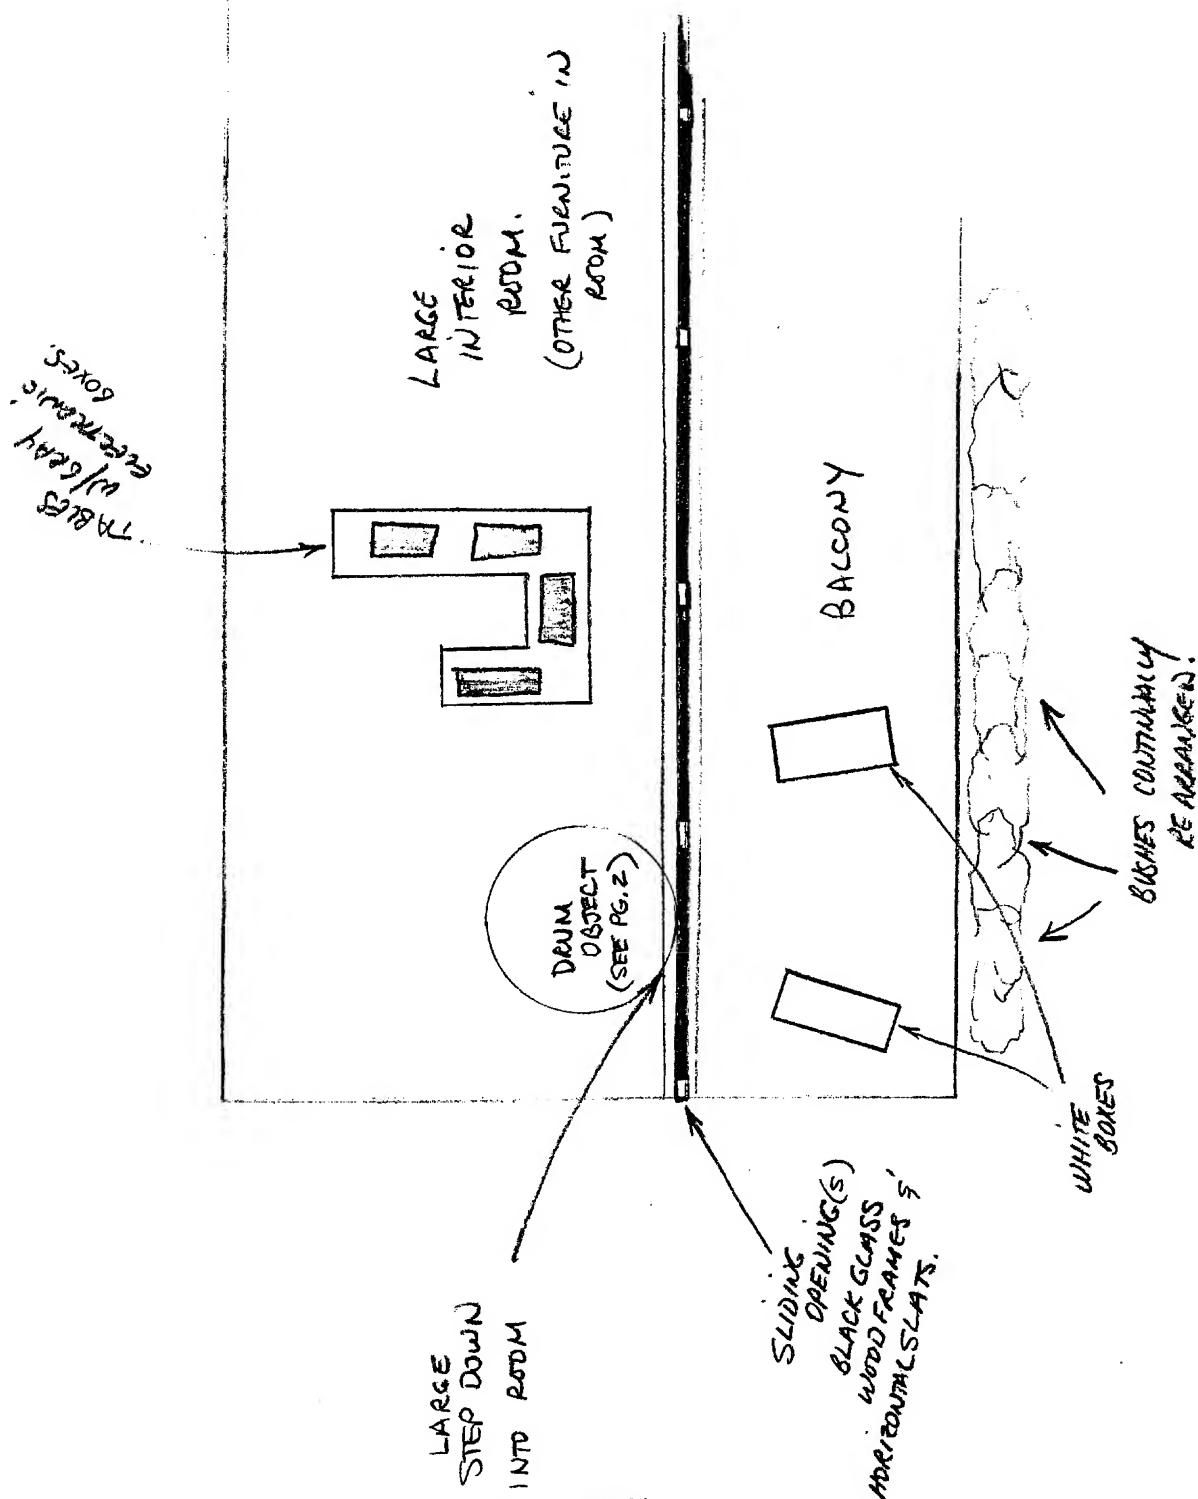 TABLES
W/GRAY
ELECTRONIC
BOXES.
LARGE
INTERIOR
ROOM.
(OTHER FURNITURE IN
ROOM)
DRUM
OBJECT
(SEE PG. 2)
BALCONY
LARGE
STEP DOWN
INTO ROOM
SLIDING
OPENING(S)
BLACK GLASS
WOOD FRAMES &
HORIZONTAL SLATS.
WHITE
BOXES
BUSHES CONTINUALLY
RE ARRANGED!